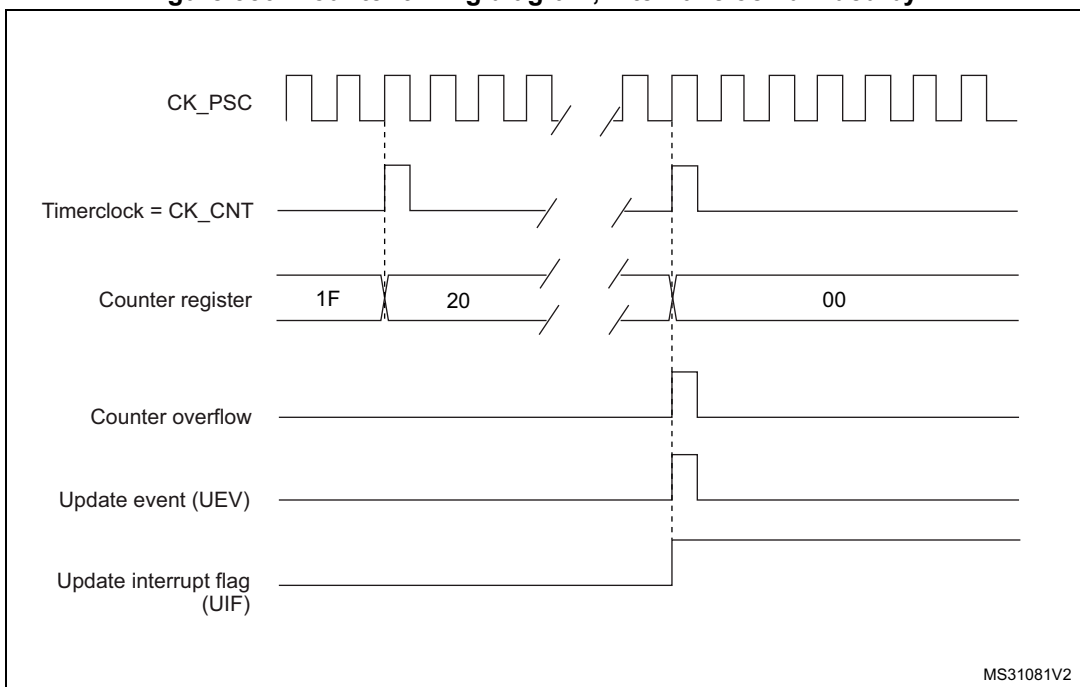 CK_PSC
Timerclock = CK_CNT
Counter register
1F
20
00
Counter overflow
Update event (UEV)
Update interrupt flag
(UIF)
MS31081V2